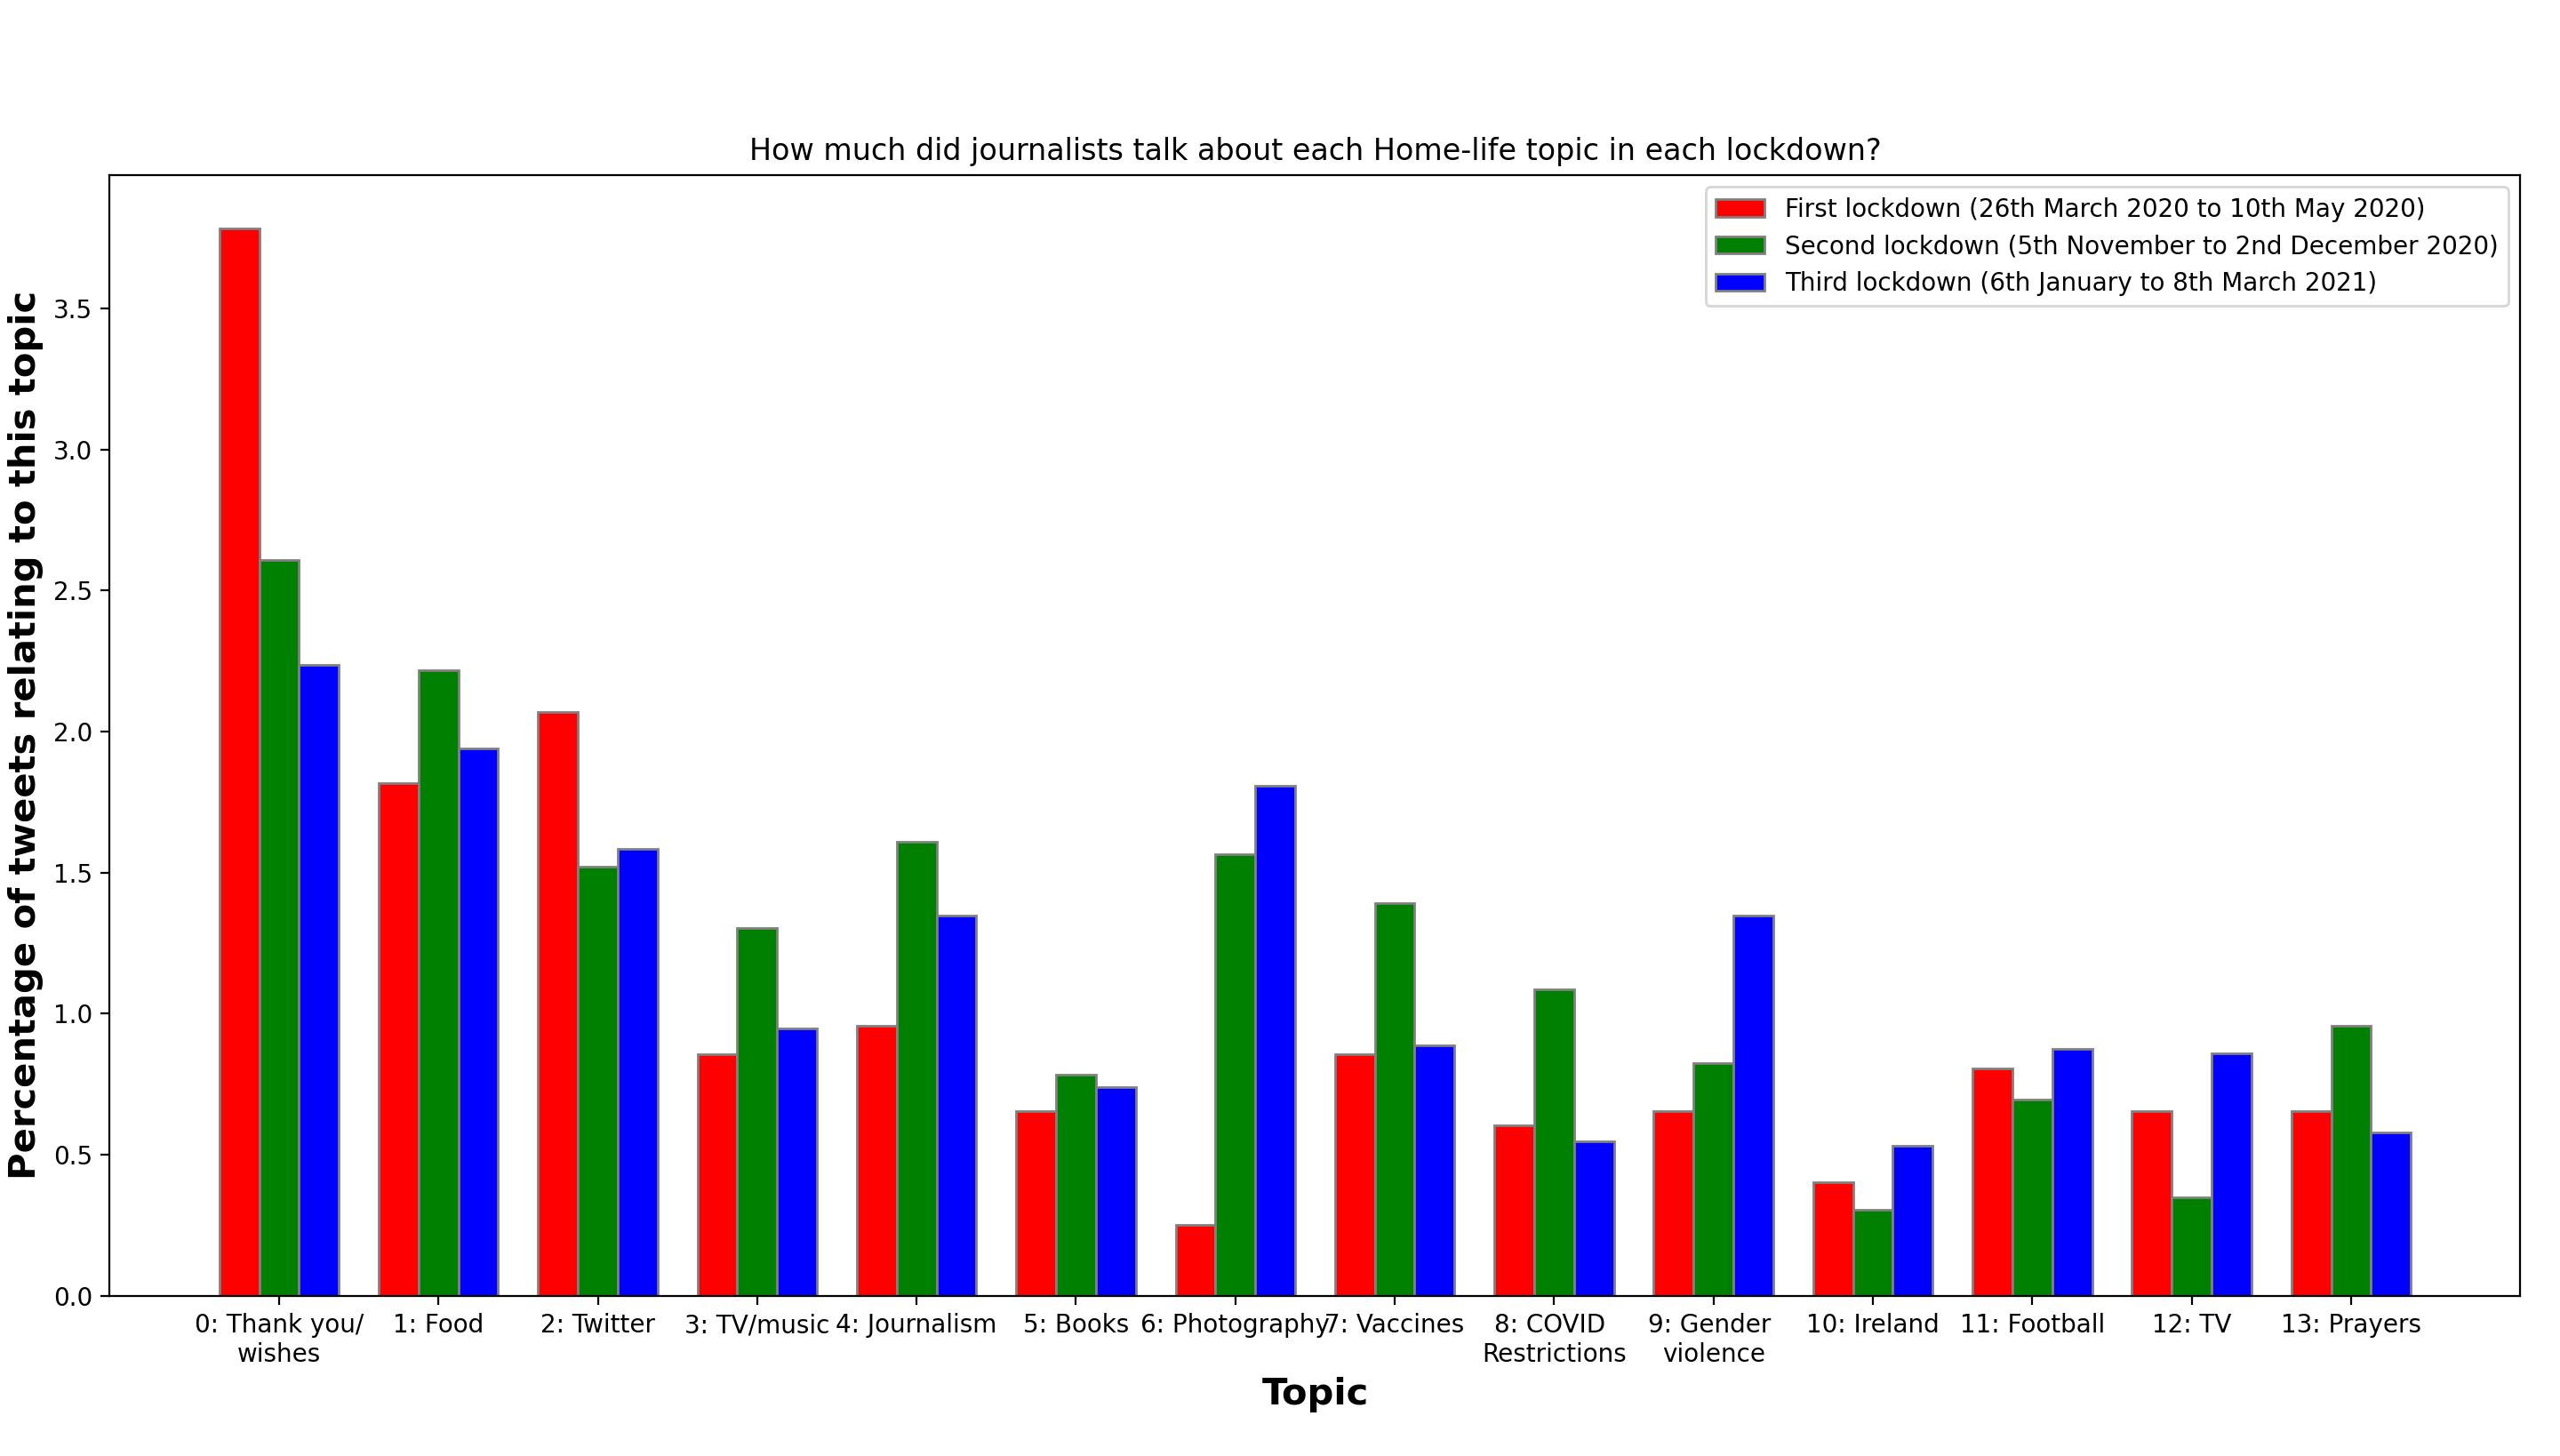 How much did journalists talk about each Home-life topic in each lockdown?
First lockdown (26th March 2020 to 10th May 2020)
Second lockdown (5th November to 2nd December 2020)
Third lockdown (6th January to 8th March 2021)
Percentage of tweets relating to this topic
3.5
3.0
2.5
2.0
1.5
1.0
0.5
0.0
0: Thank you/
wishes
1: Food
2: Twitter
3: TV/music
4: Journalism
5: Books
6: Photography
7: Vaccines
8: COVID
Restrictions
9: Gender
violence
10: Ireland
11: Football
12: TV
13: Prayers
Topic